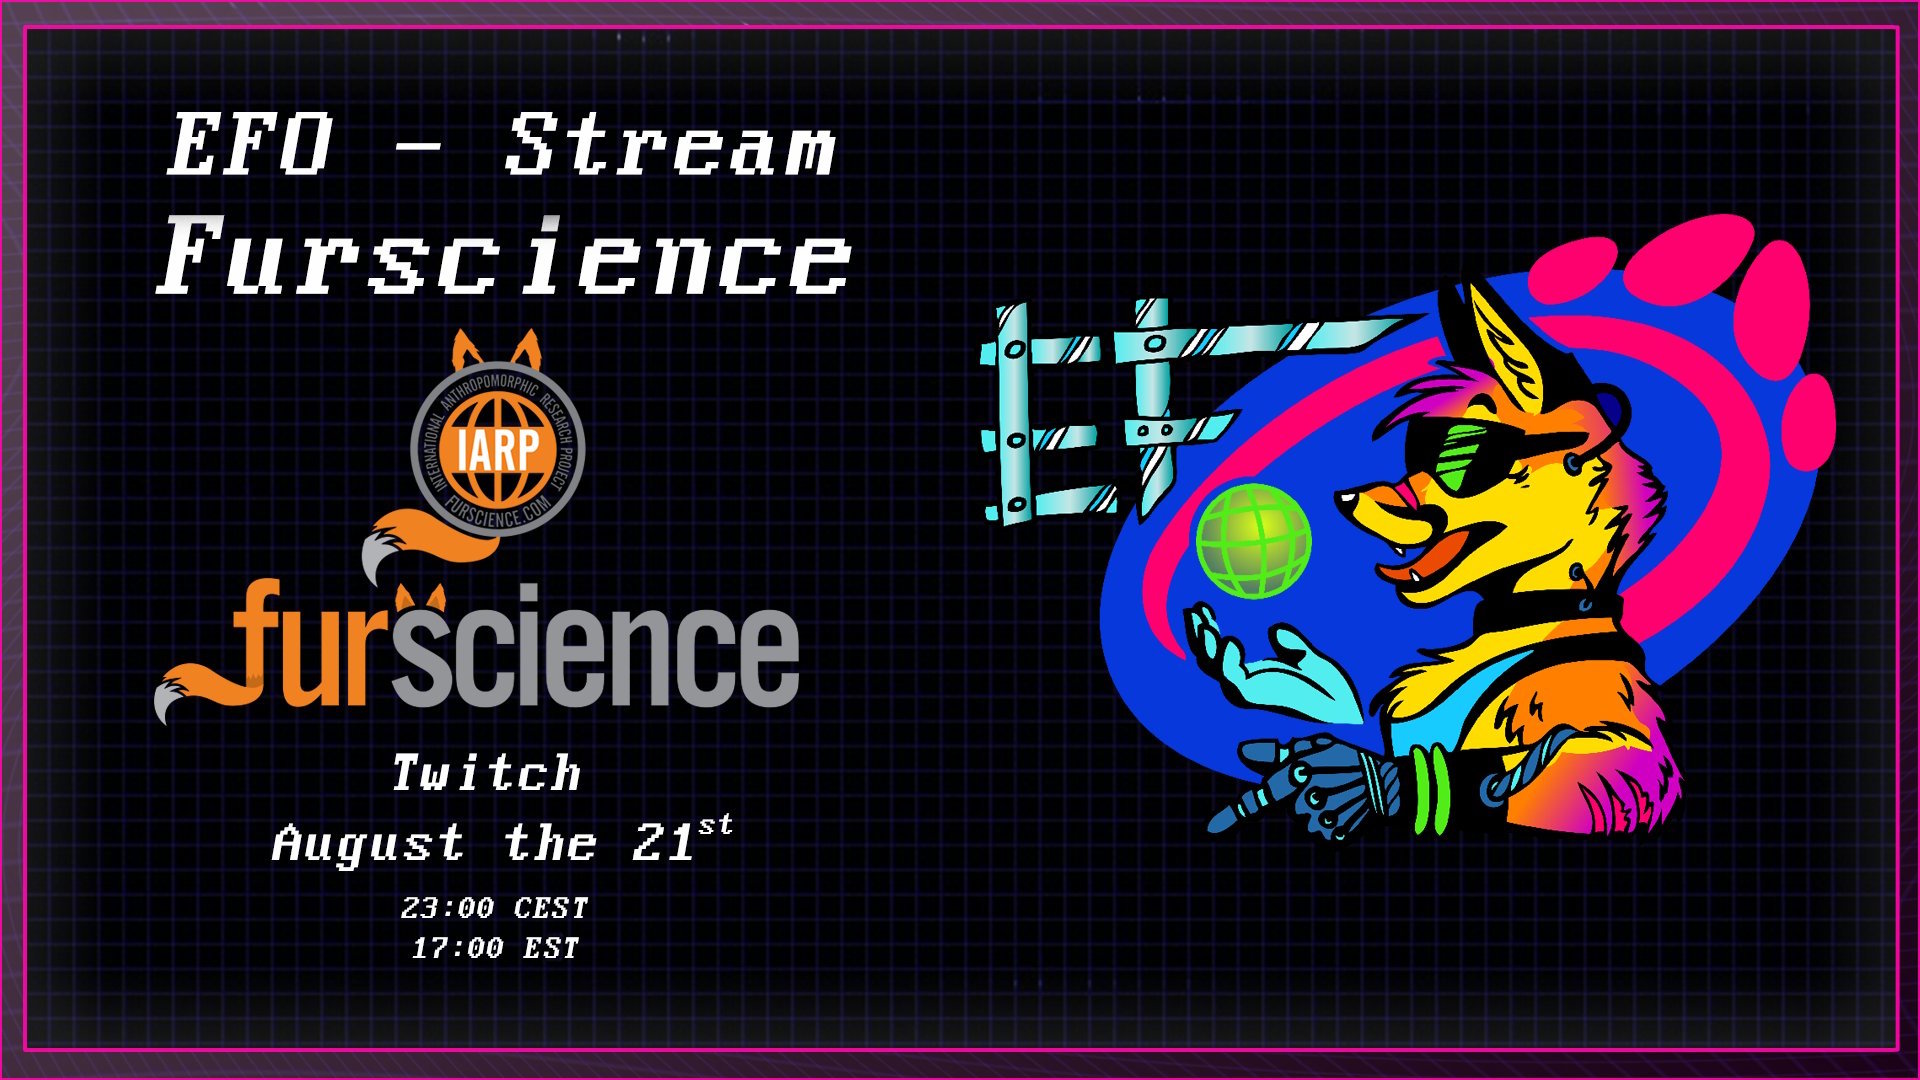 EFO - Stream
Furscience
INTERNATIONAL ANTHROPOMORPHIC RESEARCH PROJECT
IARP
FURSCIENCE.COM
furscience
EF
Twitch
August the 21st
23:00 CEST
17:00 EST